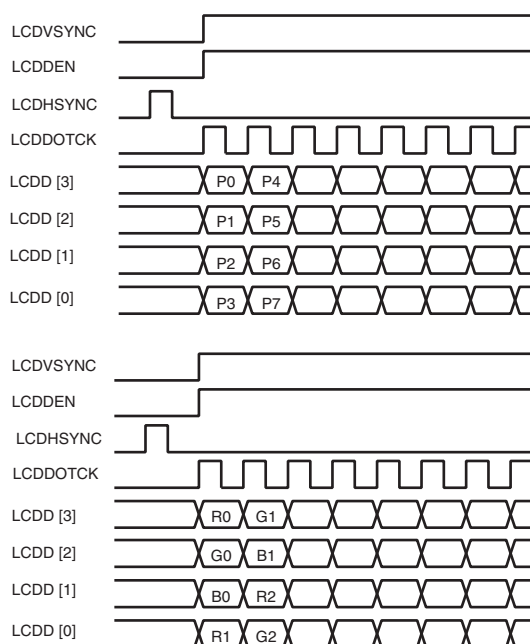 LCDVSYNC
LCDDEN
LCDHSYNC
LCDDOTCK
LCDD [3] P0 P4
LCDD [2] P1 P5
LCDD [1] P2 P6
LCDD [0] P3 P7
LCDVSYNC
LCDDEN
LCDHSYNC
LCDDOTCK
LCDD [3] R0 G1
LCDD [2] G0 B1
LCDD [1] B0 R2
LCDD [0] R1 G2